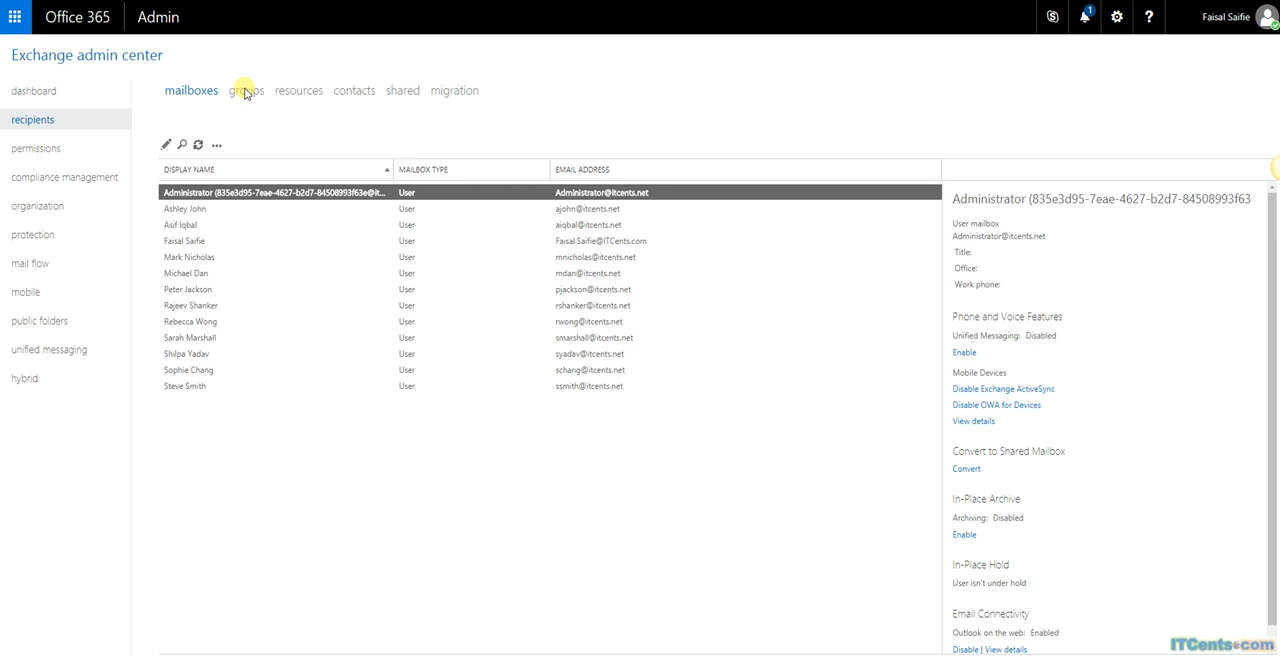 Office 365 Admin 1 ? Faisal Saifie
Exchange admin center
dashboard
recipients
permissions
compliance management
organization
protection
mail flow
mobile
public folders
unified messaging
hybrid
mailboxes groups resources contacts shared migration
DISPLAY NAME MAILBOX TYPE EMAIL ADDRESS
Administrator (835e3d95-7eae-4627-b2d7-84508993f63e@it... User Administrator@itcents.net
Ashley John User ajohn@itcents.net
Asif Iqbal User aiqbal@itcents.net
Faisal Saifie User Faisal.Saifie@ITCents.com
Mark Nicholas User mnicholas@itcents.net
Michael Dan User mdan@itcents.net
Peter Jackson User pjackson@itcents.net
Rajeev Shanker User rshanker@itcents.net
Rebecca Wong User rwong@itcents.net
Sarah Marshall User smarshall@itcents.net
Shilpa Yadav User syadav@itcents.net
Sophie Chang User schang@itcents.net
Steve Smith User ssmith@itcents.net
Administrator (835e3d95-7eae-4627-b2d7-84508993f63
User mailbox
Administrator@itcents.net
Title:
Office:
Work phone:
Phone and Voice Features
Unified Messaging: Disabled
Enable
Mobile Devices
Disable Exchange ActiveSync
Disable OWA for Devices
View details
Convert to Shared Mailbox
Convert
In-Place Archive
Archiving: Disabled
Enable
In-Place Hold
User isn't under hold
Email Connectivity
Outlook on the web: Enabled
Disable | View details
ITCents.com